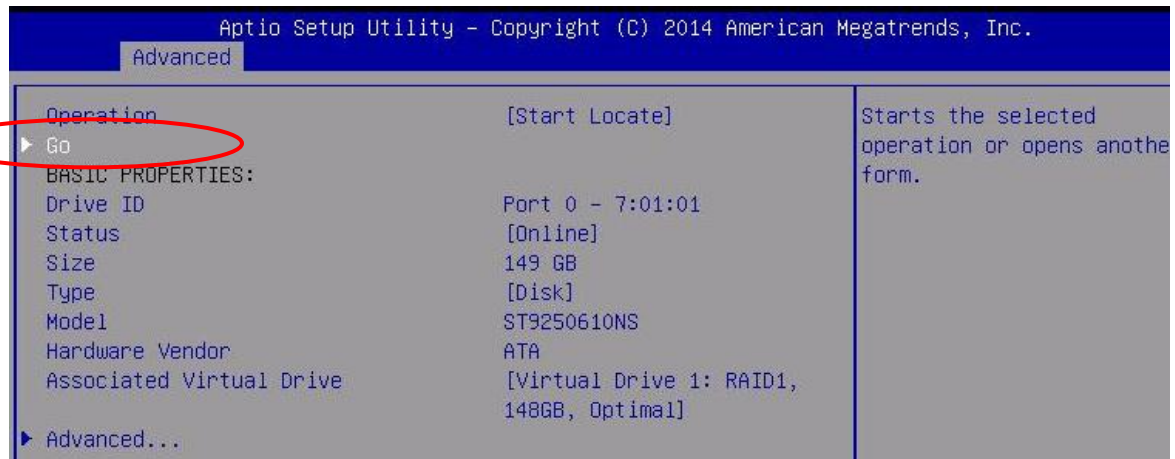 Aptio Setup Utility – Copyright (C) 2014 American Megatrends, Inc.
Advanced
Operation [Start Locate] Starts the selected
Go operation or opens anothe
BASIC PROPERTIES: form.
Drive ID Port 0 - 7:01:01
Status [Online]
Size 149 GB
Type [Disk]
Model ST9250610NS
Hardware Vendor ATA
Associated Virtual Drive [Virtual Drive 1: RAID1,
148GB, Optimal]
Advanced...